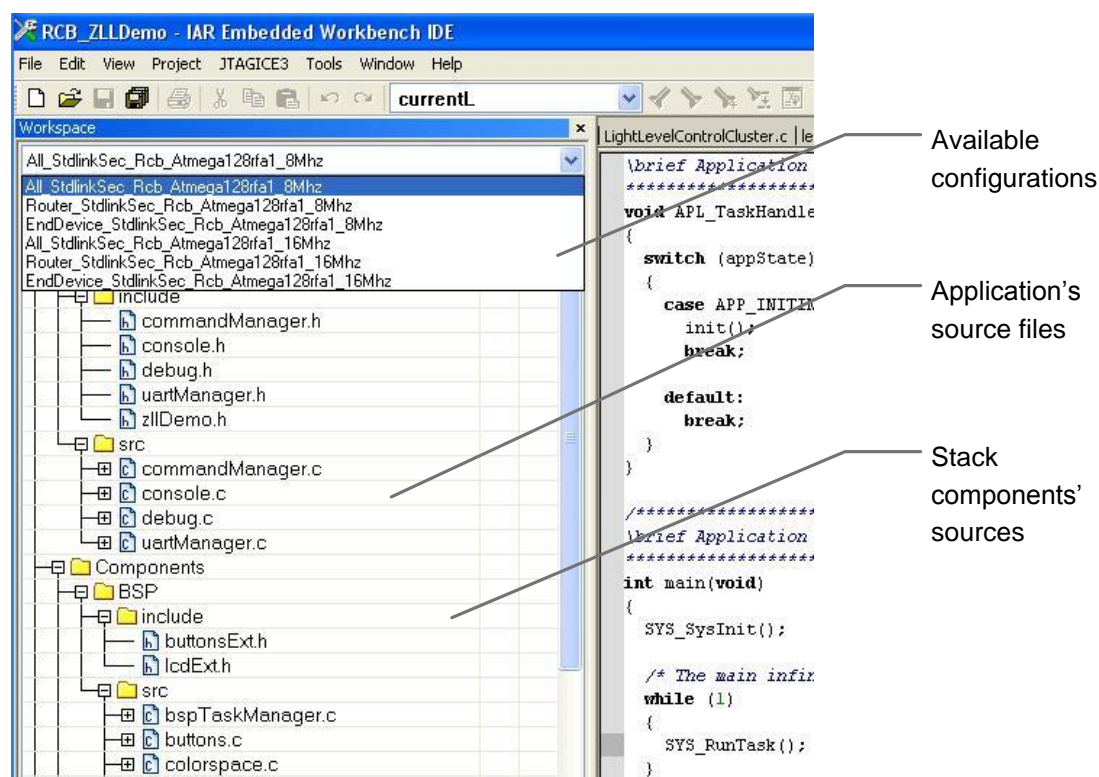 RCB_ZLLDemo - IAR Embedded Workbench IDE
File Edit View Project JTAGICE3 Tools Window Help
currentL
Workspace
All_StdlinkSec_Rcb_Atmega128rfa1_8Mhz
All_StdlinkSec_Rcb_Atmega128rfa1_8Mhz
Router_StdlinkSec_Rcb_Atmega128rfa1_8Mhz
EndDevice_StdlinkSec_Rcb_Atmega128rfa1_8Mhz
All_StdlinkSec_Rcb_Atmega128rfa1_16Mhz
Router_StdlinkSec_Rcb_Atmega128rfa1_16Mhz
EndDevice_StdlinkSec_Rcb_Atmega128rfa1_16Mhz
include
commandManager.h
console.h
debug.h
uartManager.h
zllDemo.h
src
commandManager.c
console.c
debug.c
uartManager.c
Components
BSP
include
buttonsExt.h
lcdExt.h
src
bspTaskManager.c
buttons.c
colorspace.c
LightLevelControlCluster.c | le
\brief Application
********************
void APL_TaskHandle
{
switch (appState)
{
case APP_INITIN
init();
break;
default:
break;
}
}
/*******************
\brief Application
********************
int main(void)
{
SYS_SysInit();
/* The main infin
while (1)
{
SYS_RunTask();
}
Available
configurations
Application's
source files
Stack
components'
sources